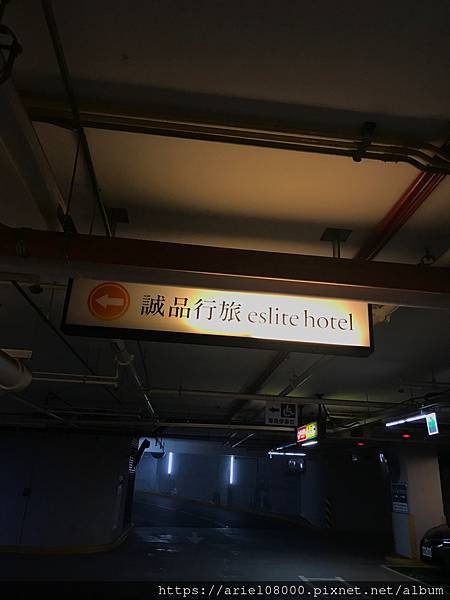 誠品行旅 eslite hotel
https://ariel08000.pixnet.net/album